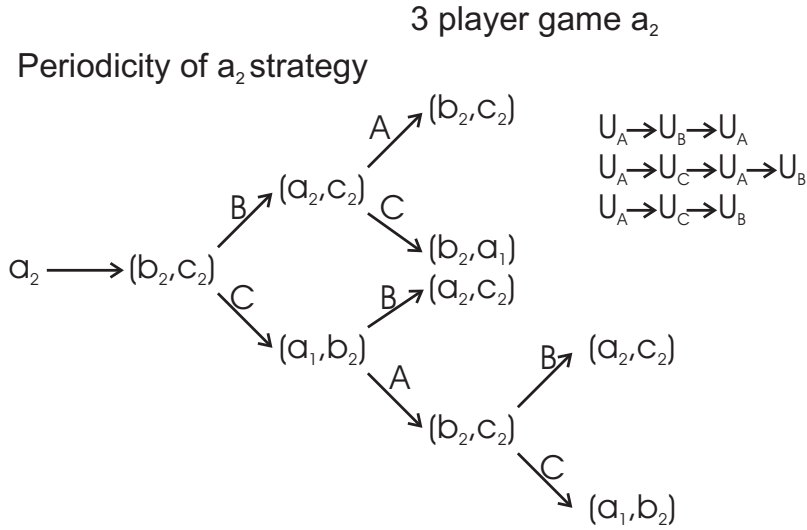 3 player game a₂
Periodicity of a₂ strategy
A
(b₂,c₂)
U_A→U_B→U_A
U_A→U_C→U_A→U_B
U_A→U_C→U_B
B
(a₂,c₂)
C
(b₂,a₁)
a₂
(b₂,c₂)
B
(a₂,c₂)
C
(a₁,b₂)
A
B
(a₂,c₂)
(b₂,c₂)
C
(a₁,b₂)